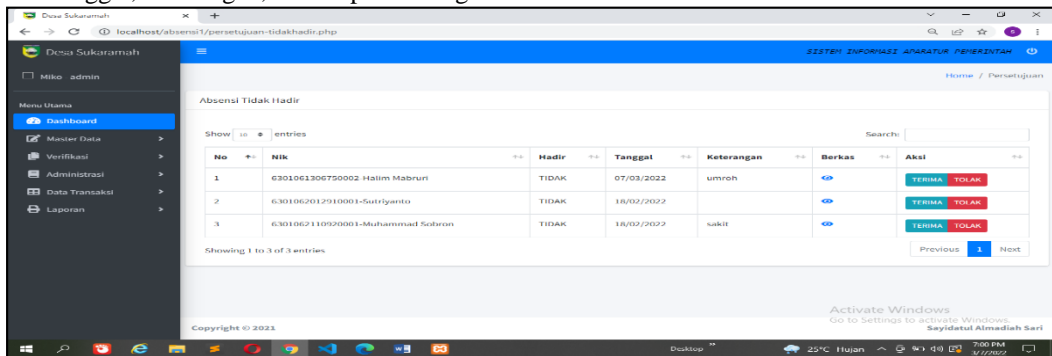 Desa Sukaramah
localhost/absensi1/persetujuan-tidakhadir.php
Desa Sukaramah
SISTEM INFORMASI APARATUR PEMERINTAH
Miko admin
Home / Persetujuan
Menu Utama
Dashboard
Master Data
Verifikasi
Administrasi
Data Transaksi
Laporan
Absensi Tidak Hadir
Show 10 entries
Search:
No Nik Hadir Tanggal Keterangan Berkas Aksi
1 6301061306750002-Halim Mabruri TIDAK 07/03/2022 umroh TERIMA TOLAK
2 6301062012910001-Sutriyanto TIDAK 18/02/2022 TERIMA TOLAK
3 6301062110920001-Muhammad Sobron TIDAK 18/02/2022 sakit TERIMA TOLAK
Showing 1 to 3 of 3 entries
Previous 1 Next
Activate Windows
Go to Settings to activate Windows.
Copyright © 2021
Sayidatul Almadiah Sari
Desktop
25°C Hujan
7:00 PM
3/7/2022